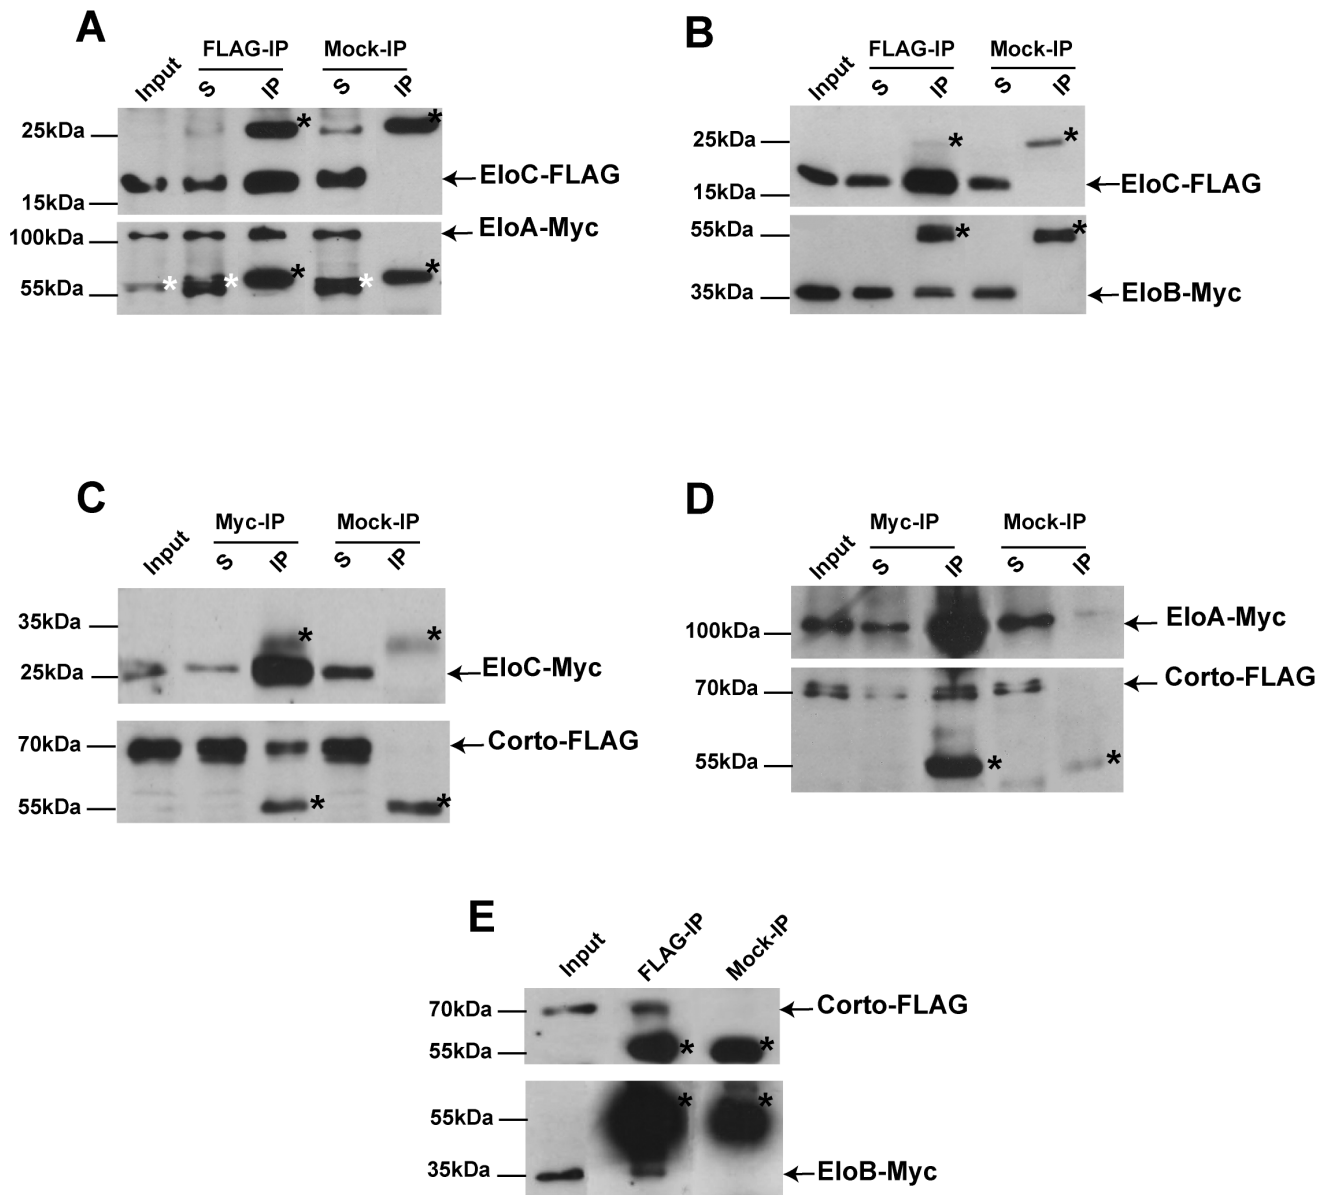 A
FLAG-IP Mock-IP
Input S IP S IP
25kDa * *
EloC-FLAG
15kDa
100kDa EloA-Myc
* * * * *
55kDa
B
FLAG-IP Mock-IP
Input S IP S IP
25kDa * *
15kDa EloC-FLAG
55kDa * *
35kDa EloB-Myc
C
Myc-IP Mock-IP
Input S IP S IP
35kDa * *
25kDa EloC-Myc
70kDa Corto-FLAG
55kDa * *
D
Myc-IP Mock-IP
Input S IP S IP
100kDa EloA-Myc
70kDa Corto-FLAG
55kDa * *
E
Input FLAG-IP Mock-IP
70kDa Corto-FLAG
55kDa * *
55kDa * *
35kDa EloB-Myc